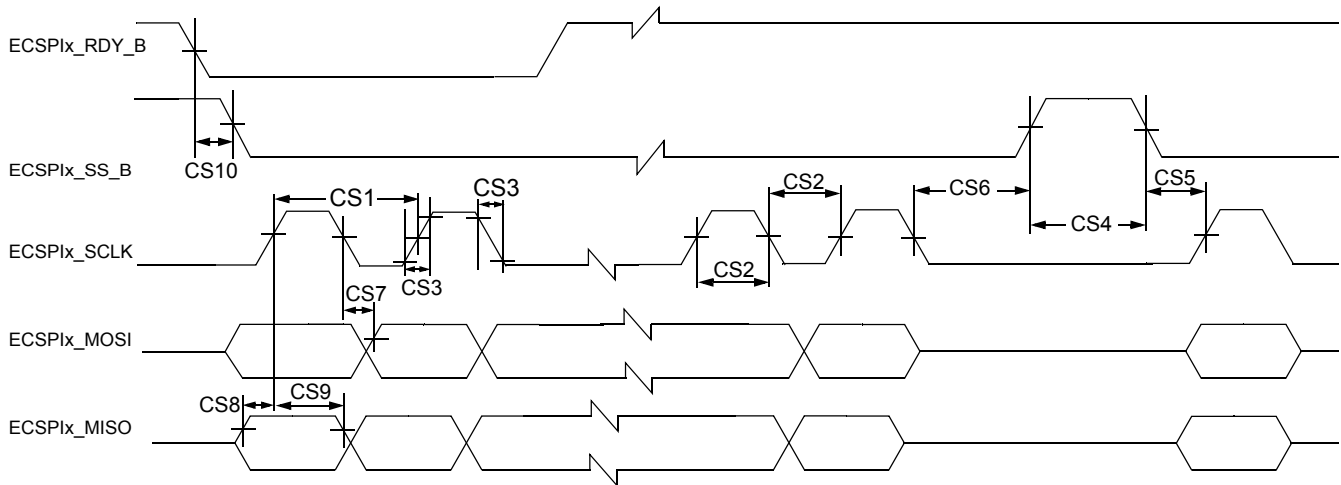 ECSPIx_RDY_B
ECSPIx_SS_B
CS10
CS1
CS3
CS2
CS6
CS5
CS4
ECSPIx_SCLK
CS3
CS2
CS7
ECSPIx_MOSI
CS8
CS9
ECSPIx_MISO